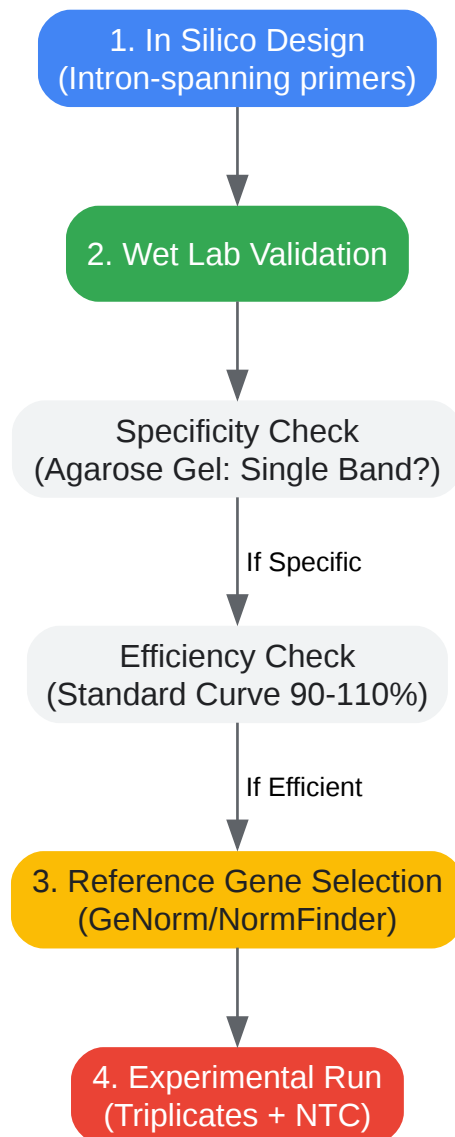 1. In Silico Design
(Intron-spanning primers)
2. Wet Lab Validation
Specificity Check
(Agarose Gel: Single Band?)
If Specific
Efficiency Check
(Standard Curve 90-110%)
If Efficient
3. Reference Gene Selection
(GeNorm/NormFinder)
4. Experimental Run
(Triplicates + NTC)